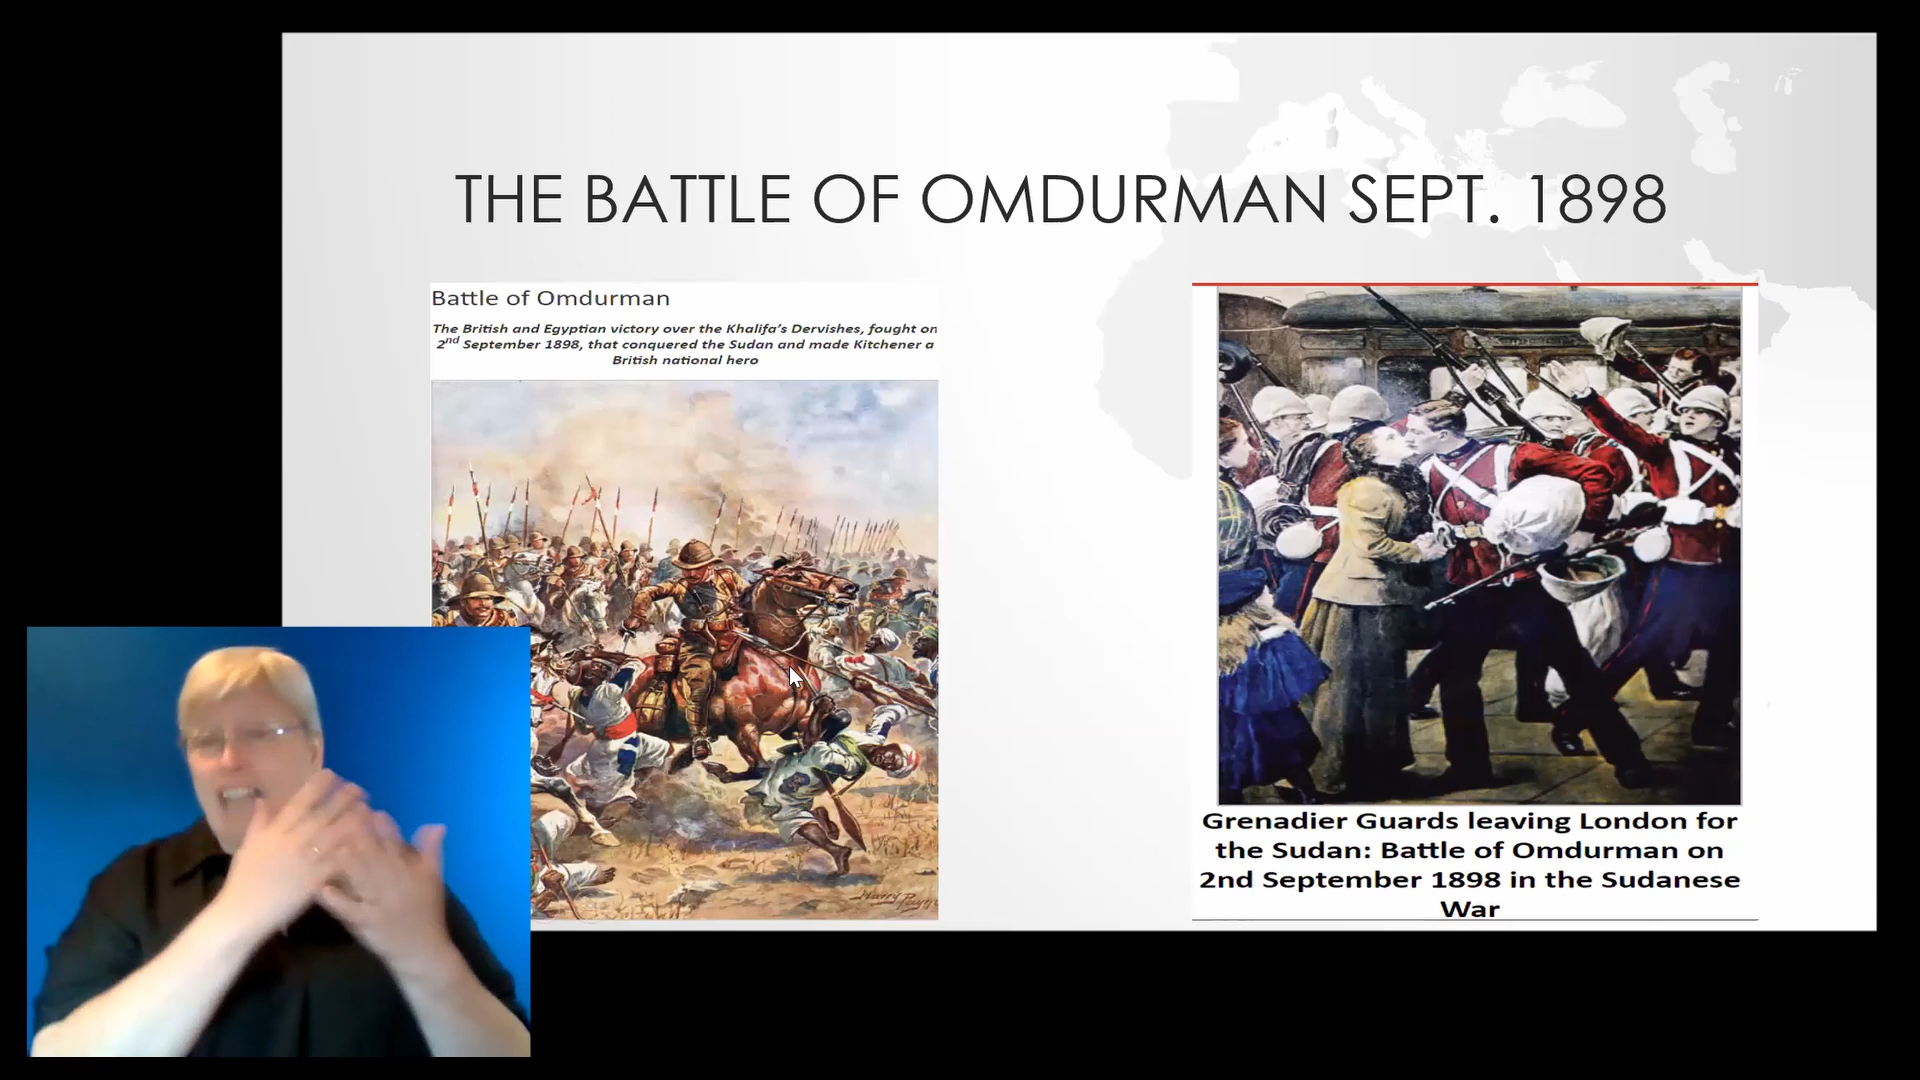 THE BATTLE OF OMDURMAN SEPT. 1898
Battle of Omdurman
The British and Egyptian victory over the Khalifa's Dervishes, fought on
2nd September 1898, that conquered the Sudan and made Kitchener a
British national hero
Harry Payne
Grenadier Guards leaving London for
the Sudan: Battle of Omdurman on
2nd September 1898 in the Sudanese
War